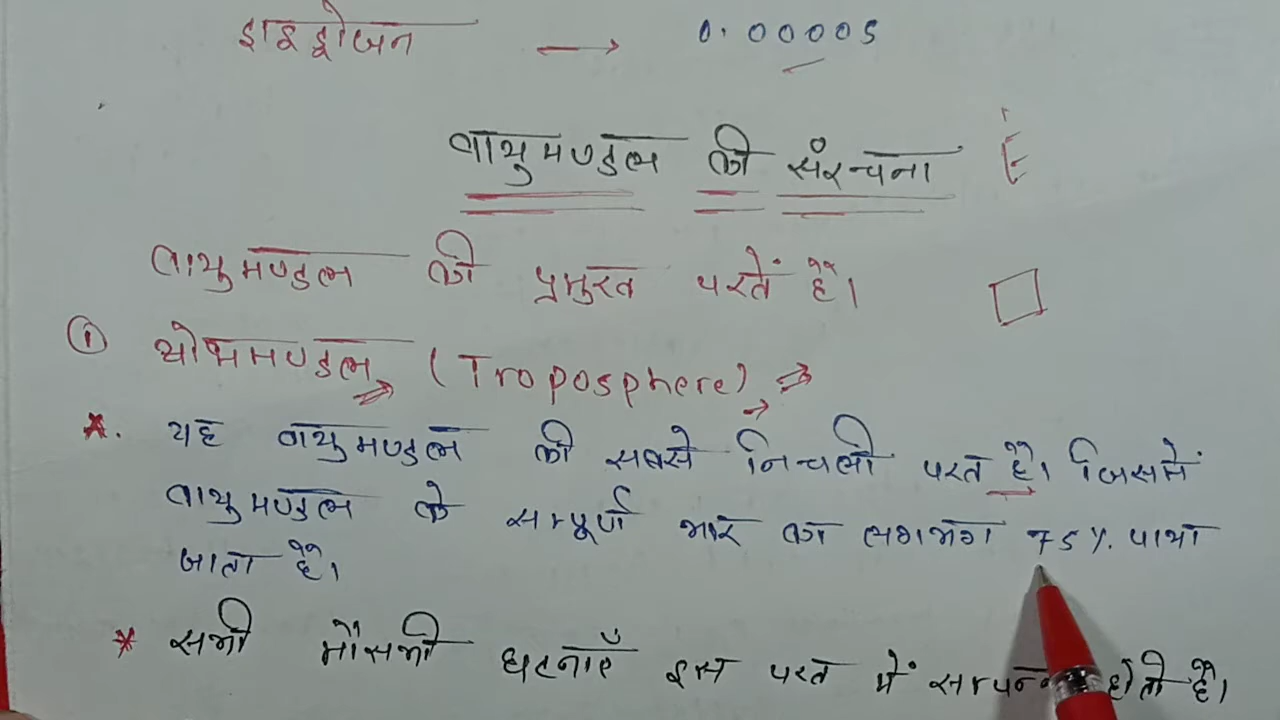 हाइड्रोजन → 0.00005
वायुमण्डल की संरचना
वायुमण्डल की प्रमुख परतें हैं।
① क्षोभमण्डल (Troposphere) ⇒
*. यह वायुमण्डल की सबसे निचली परत है। जिसमें
वायुमण्डल के सम्पूर्ण भार का लगभग 75% पाया
जाता है।
* सभी मौसमी घटनाएँ इस परत में सम्पन्न होती हैं।